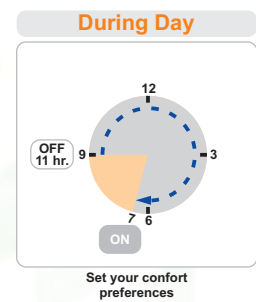 During Day
12
OFF
11 hr.
9
3
7
6
ON
Set your confort
preferences